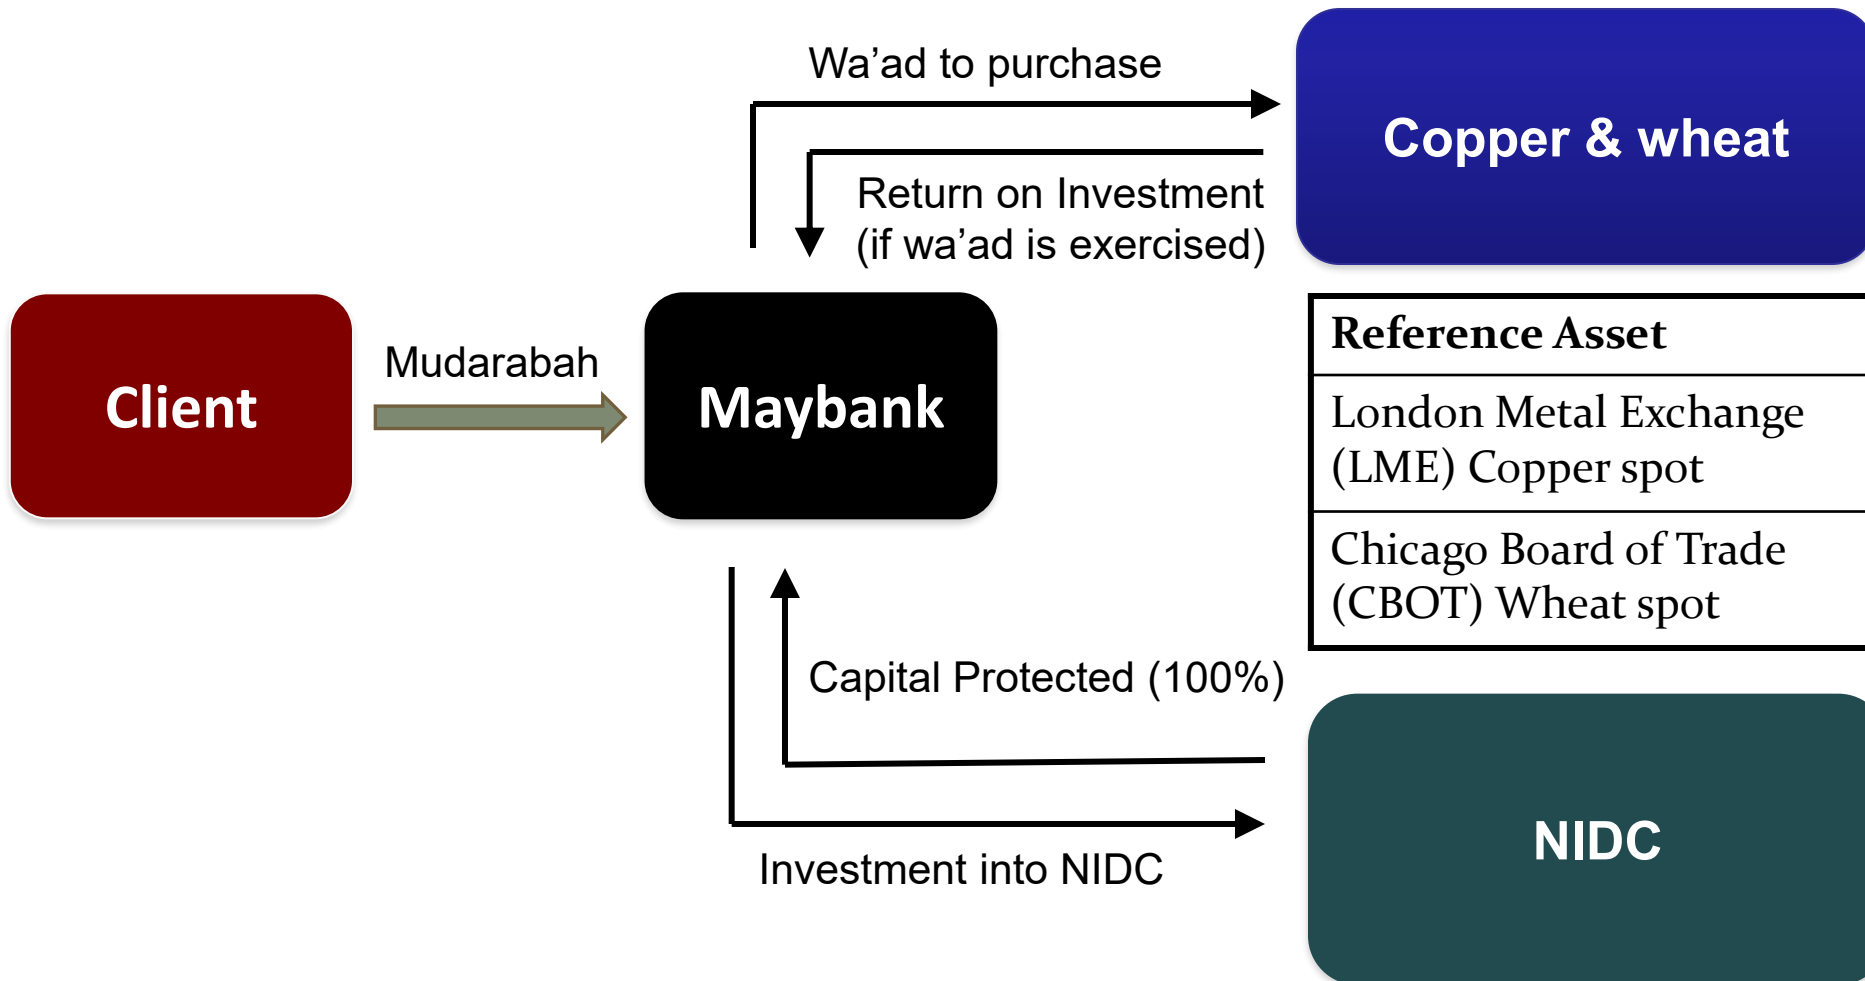 Wa’ad to purchase
Copper & wheat
Return on Investment
(if wa’ad is exercised)
Client
Mudarabah
Maybank
Reference Asset
London Metal Exchange
(LME) Copper spot
Chicago Board of Trade
(CBOT) Wheat spot
Capital Protected (100%)
NIDC
Investment into NIDC